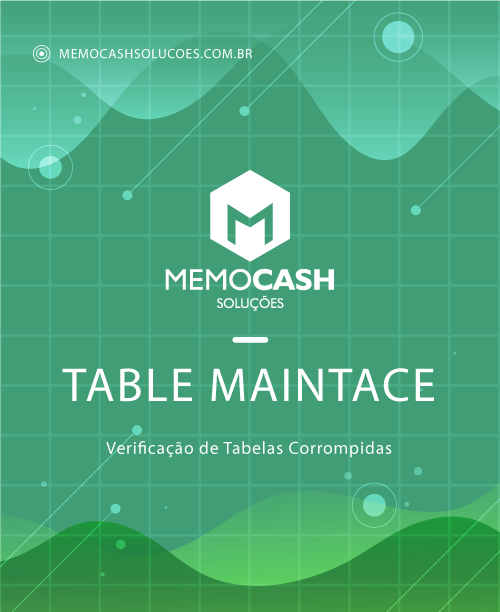 MEMOCASHSOLUCOES.COM.BR
MEMOCASH
SOLUÇÕES
TABLE MAINTACE
Verificação de Tabelas Corrompidas